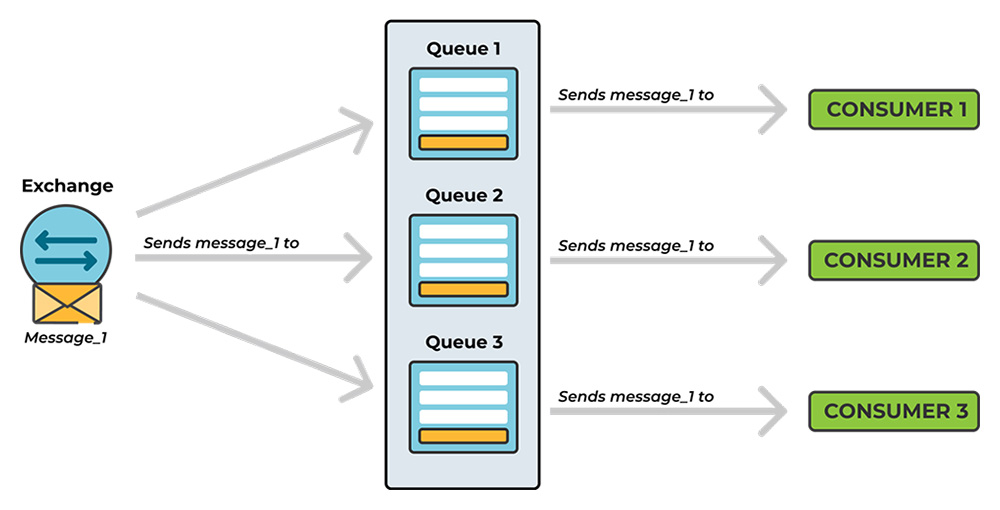 Exchange
Message_1
Sends message_1 to
Queue 1
Queue 2
Queue 3
Sends message_1 to
CONSUMER 1
Sends message_1 to
CONSUMER 2
Sends message_1 to
CONSUMER 3